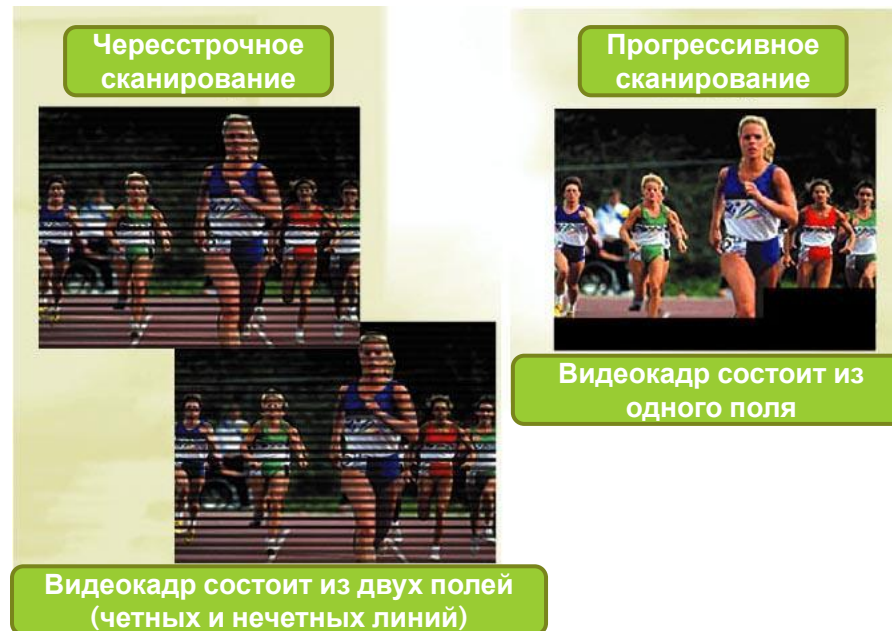 Чересстрочное
сканирование
Прогрессивное
сканирование
Видеокадр состоит из
одного поля
Видеокадр состоит из двух полей
(четных и нечетных линий)